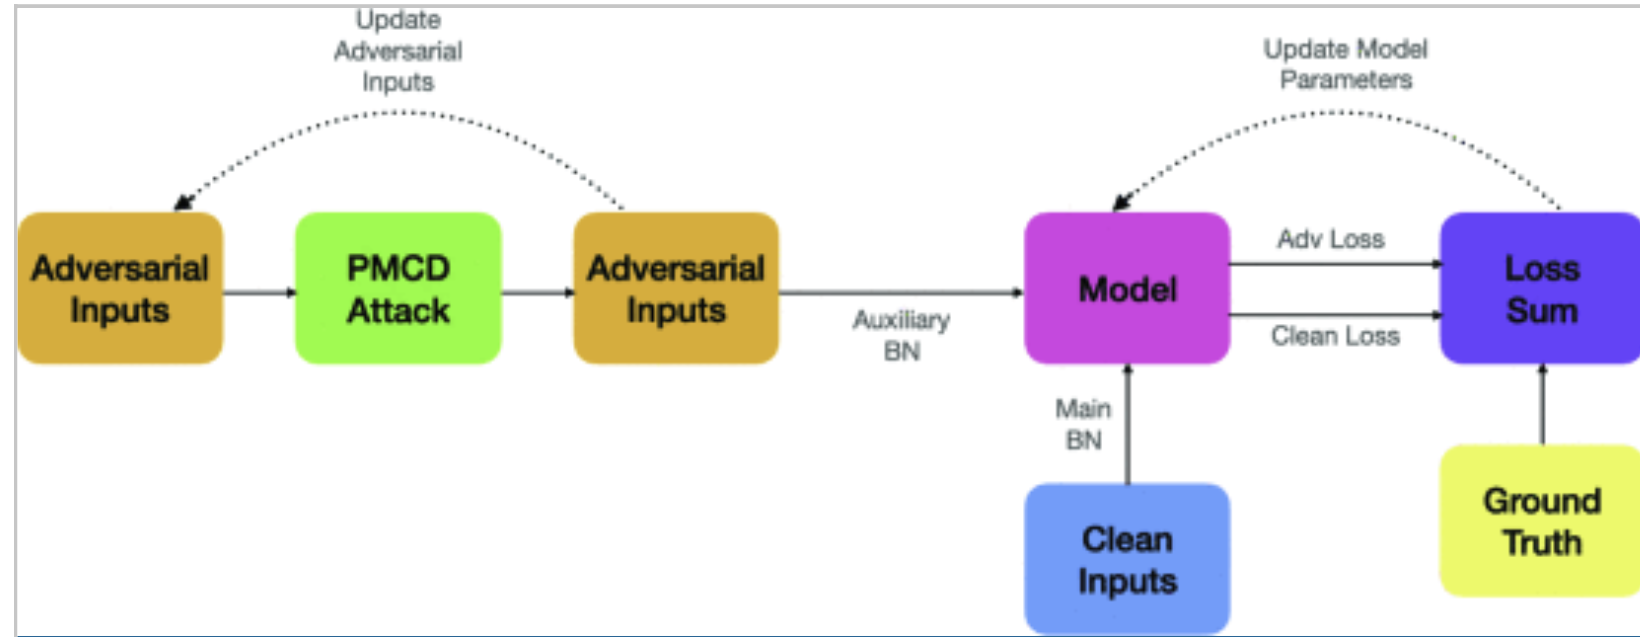 Update
Adversarial
Inputs
Update Model
Parameters
Adversarial
Inputs
PMCD
Attack
Adversarial
Inputs
Auxiliary
BN
Model
Adv Loss
Clean Loss
Loss
Sum
Main
BN
Clean
Inputs
Ground
Truth